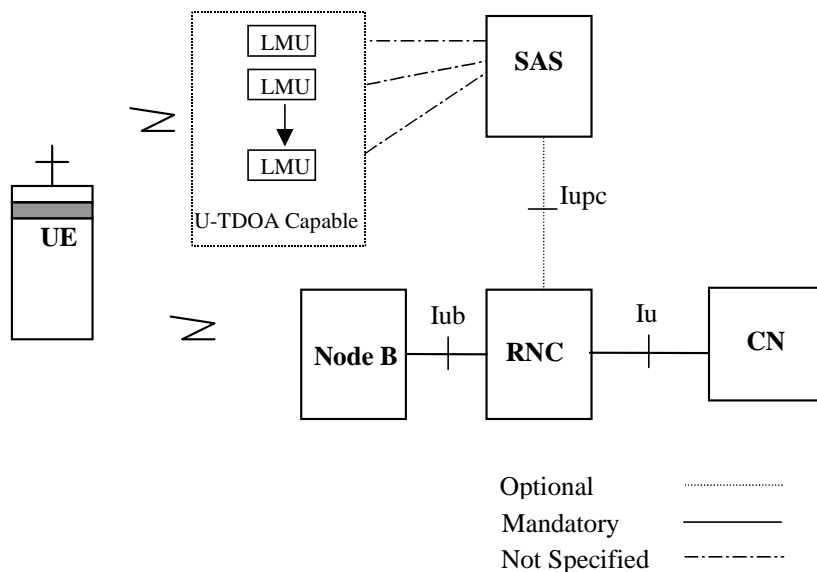 LMU
LMU
LMU
U-TDOA Capable
SAS
Iupc
UE
Node B
Iub
RNC
Iu
CN
Optional
Mandatory
Not Specified